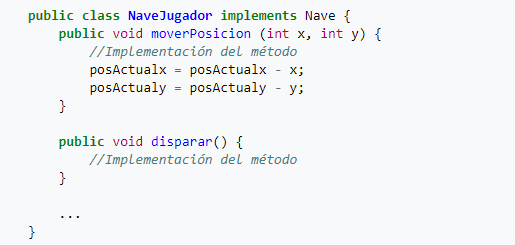 public class NaveJugador implements Nave {
public void moverPosicion (int x, int y) {
//Implementación del método
posActualx = posActualx - x;
posActualy = posActualy - y;
}
public void disparar() {
//Implementación del método
}
...
}